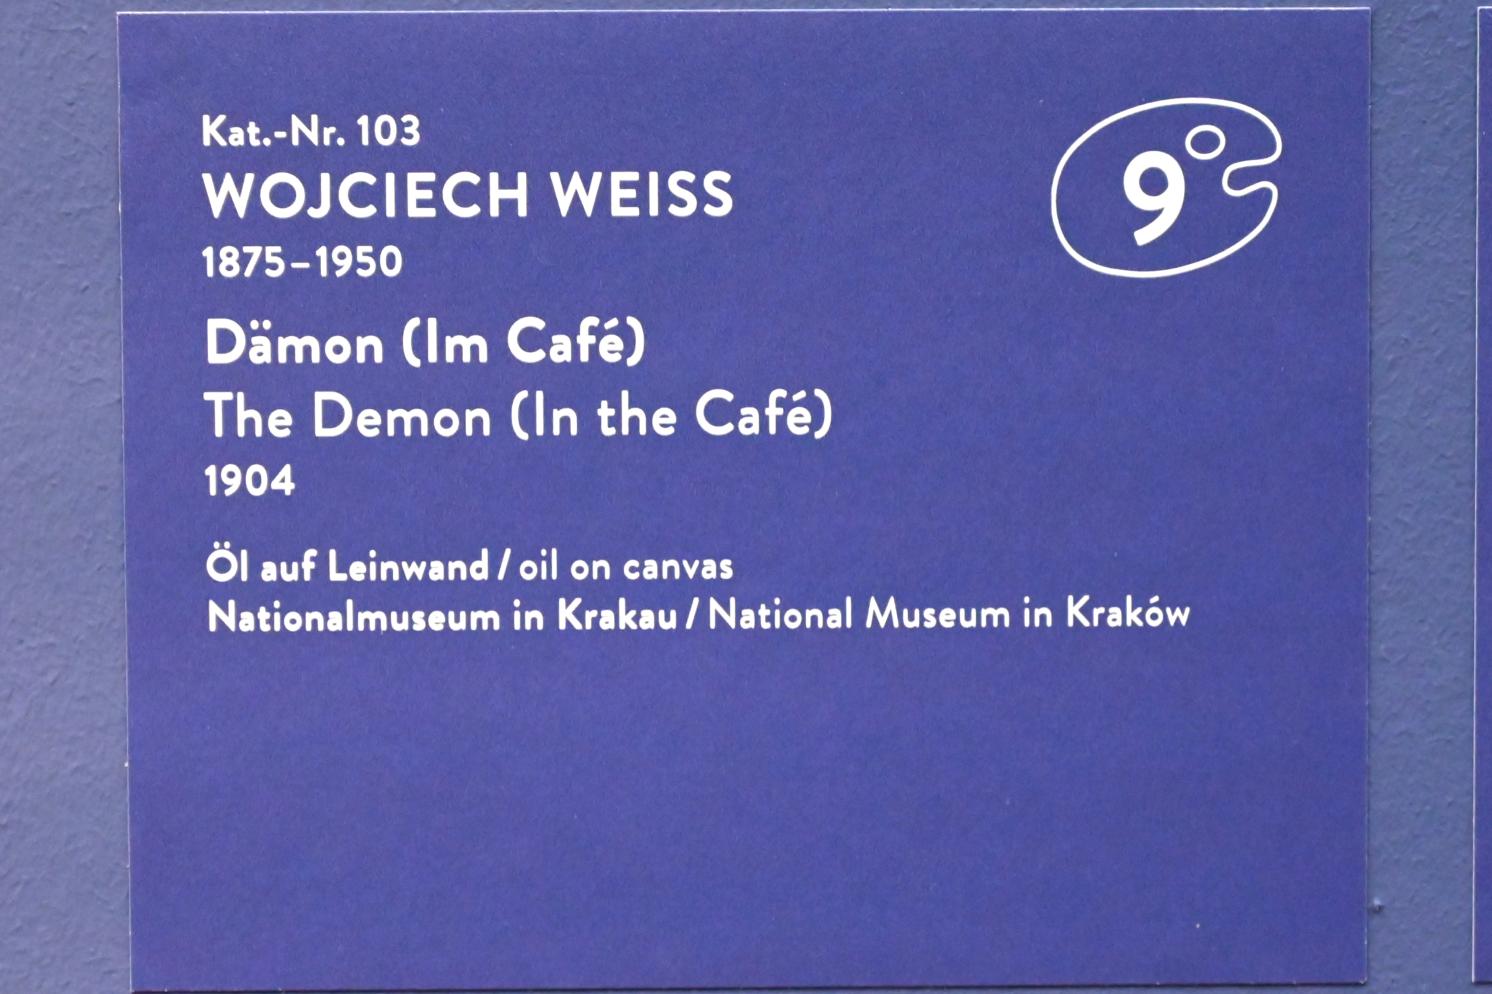 Kat.-Nr. 103
WOJCIECH WEISS
1875–1950
Dämon (Im Café)
The Demon (In the Café)
1904
Öl auf Leinwand / oil on canvas
Nationalmuseum in Krakau / National Museum in Kraków
9